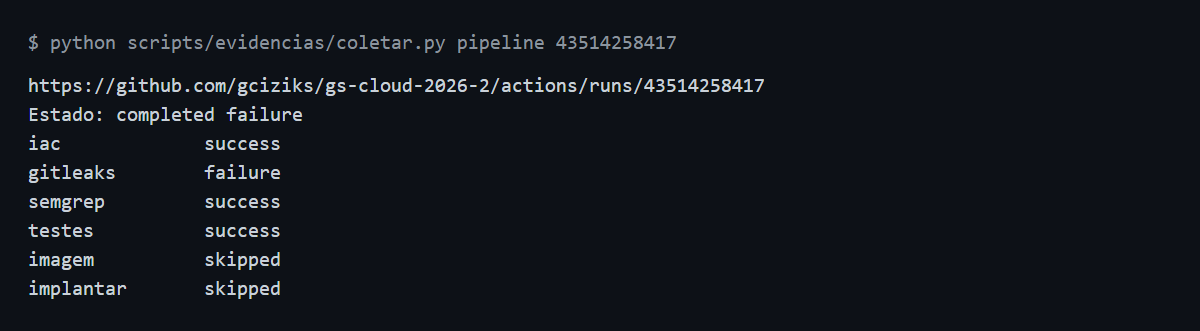 $ python scripts/evidencias/coletar.py pipeline 43514258417
https://github.com/gciziks/gs-cloud-2026-2/actions/runs/43514258417
Estado: completed failure
iac success
gitleaks failure
semgrep success
testes success
imagem skipped
implantar skipped